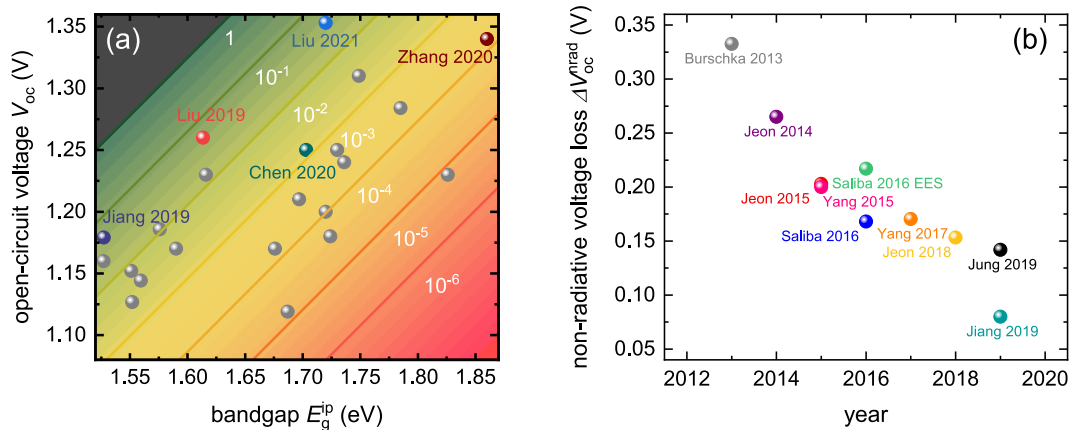 (a)
1
Liu 2021
Zhang 2020
10⁻¹
Liu 2019
10⁻²
10⁻³
Chen 2020
10⁻⁴
Jiang 2019
10⁻⁵
10⁻⁶
open-circuit voltage V_oc (V)
1.35
1.30
1.25
1.20
1.15
1.10
1.55 1.60 1.65 1.70 1.75 1.80 1.85
bandgap E_g^ip (eV)
(b)
Burschka 2013
Jeon 2014
Saliba 2016 EES
Jeon 2015
Yang 2015
Saliba 2016
Yang 2017
Jeon 2018
Jung 2019
Jiang 2019
non-radiative voltage loss ΔV_oc^nrad (V)
0.35
0.30
0.25
0.20
0.15
0.10
0.05
2012 2014 2016 2018 2020
year